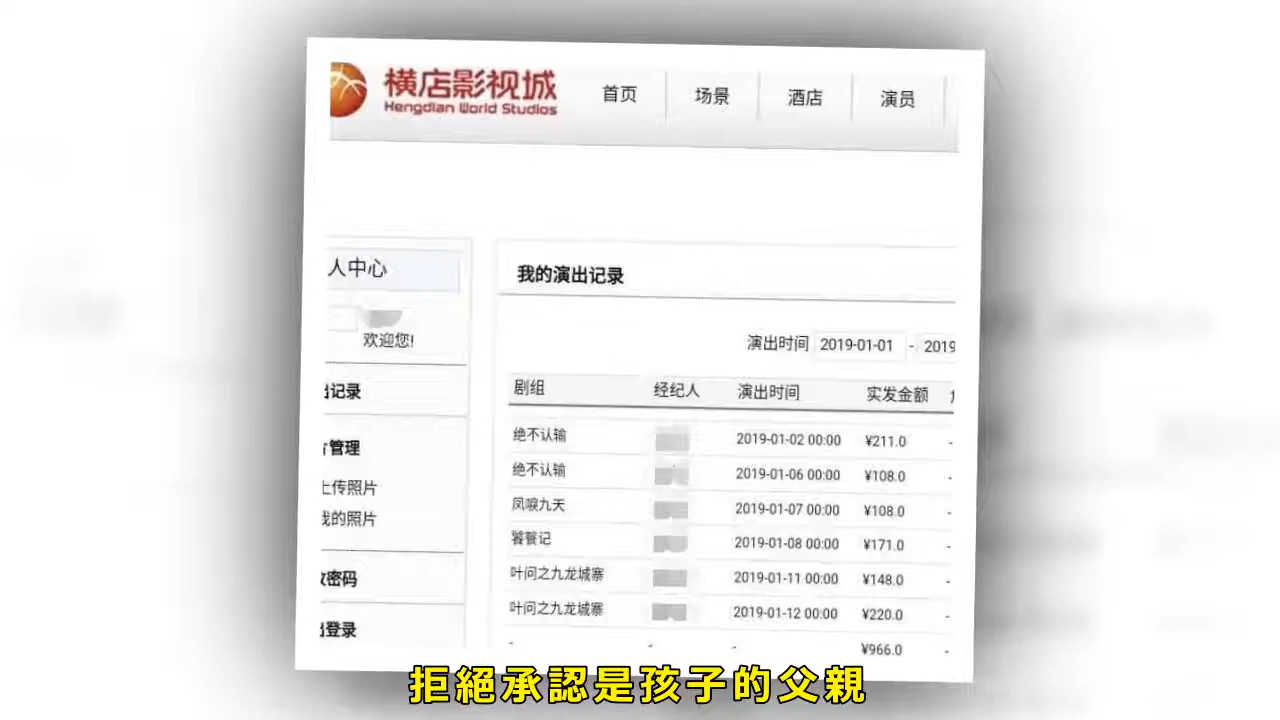 横店影视城 首页 场景 酒店 演员
Hengdian World Studios
人中心
我的演出记录
欢迎您!
演出时间 2019-01-01 - 2019
记录
管理
上传照片
我的照片
密码
登录
剧组 经纪人 演出时间 实发金额
绝不认输 2019-01-02 00:00 ¥211.0 -
绝不认输 2019-01-06 00:00 ¥108.0 -
凤唳九天 2019-01-07 00:00 ¥108.0 -
饕餮记 2019-01-08 00:00 ¥171.0 -
叶问之九龙城寨 2019-01-11 00:00 ¥148.0 -
叶问之九龙城寨 2019-01-12 00:00 ¥220.0 -
- - - ¥966.0 -
拒絕承認是孩子的父親